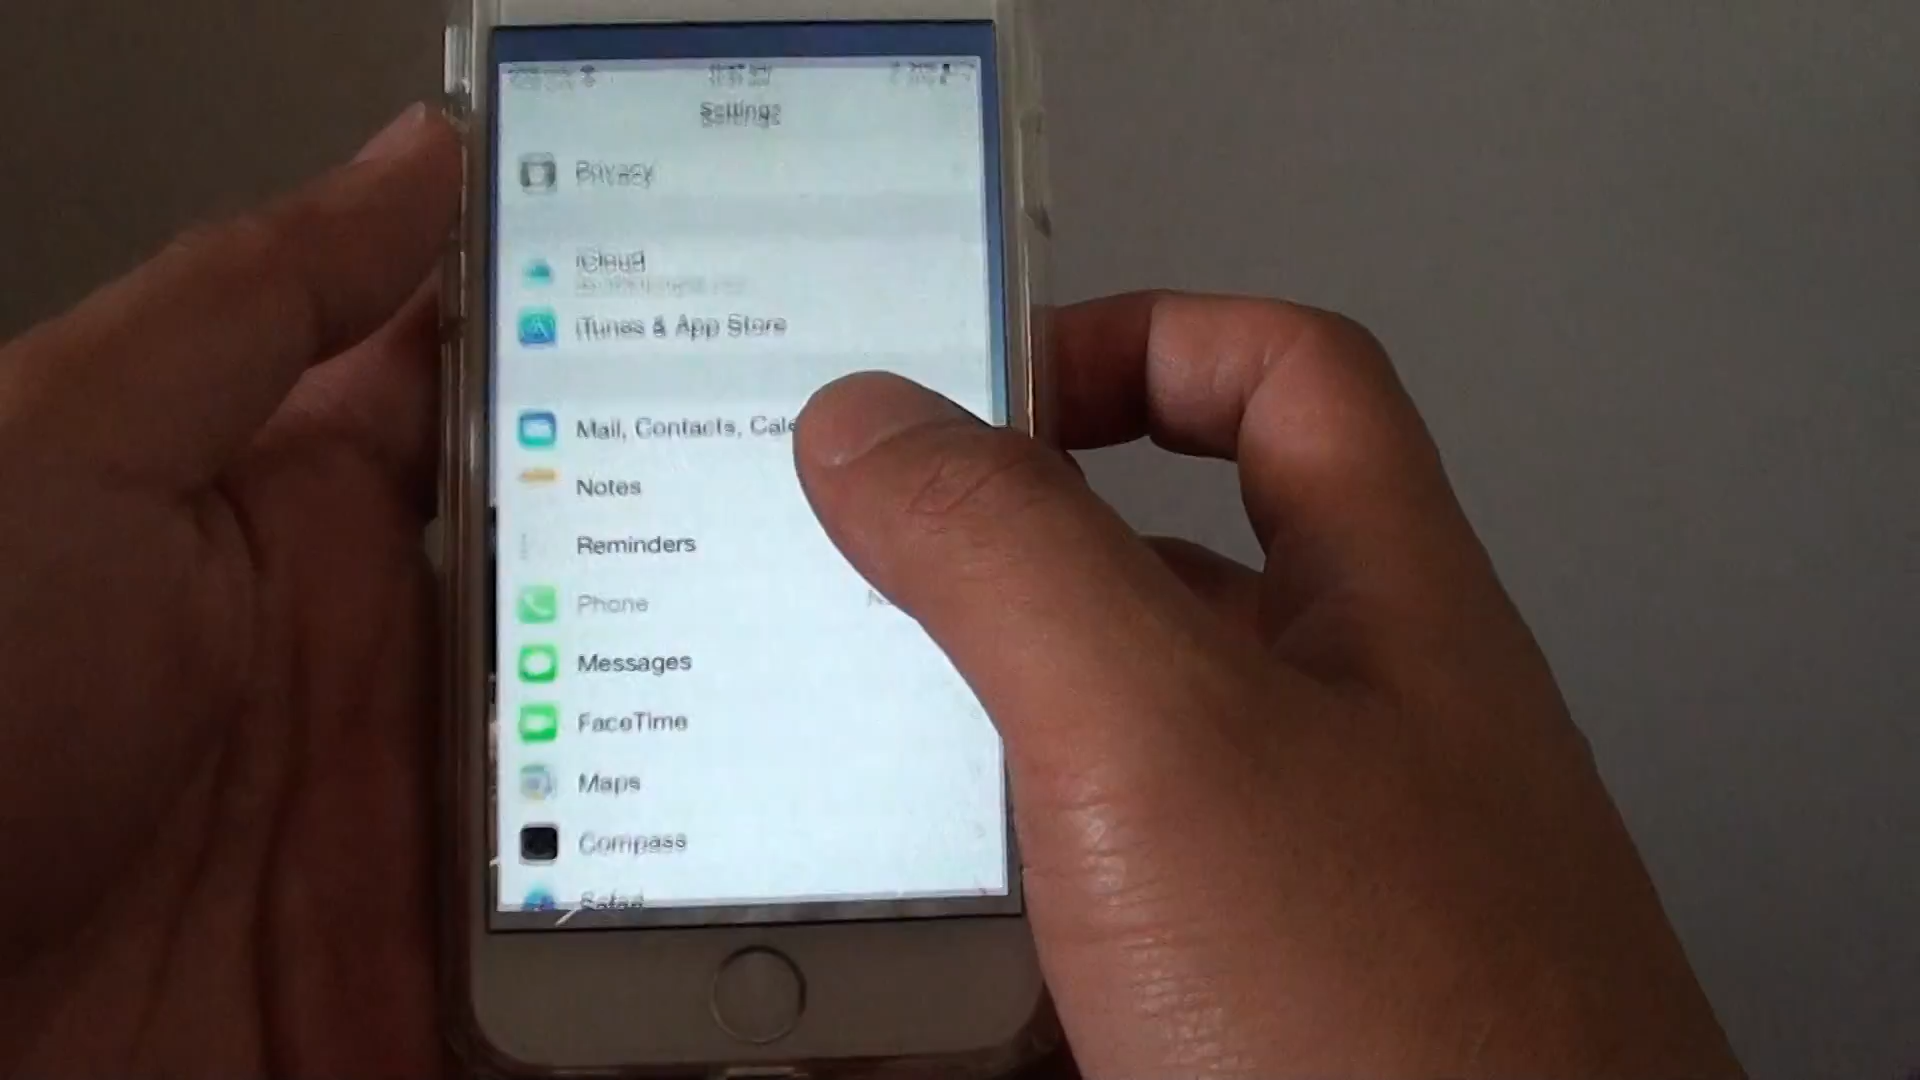 Settings
Privacy
iCloud
iTunes & App Store
Mail, Contacts, Cale
Notes
Reminders
Phone
Messages
FaceTime
Maps
Compass
Safari